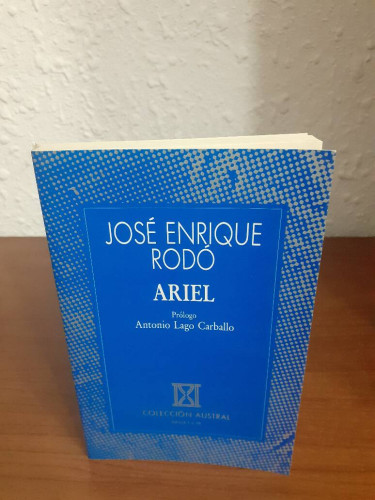 JOSÉ ENRIQUE
RODÓ
ARIEL
Prólogo
Antonio Lago Carballo
COLECCIÓN AUSTRAL